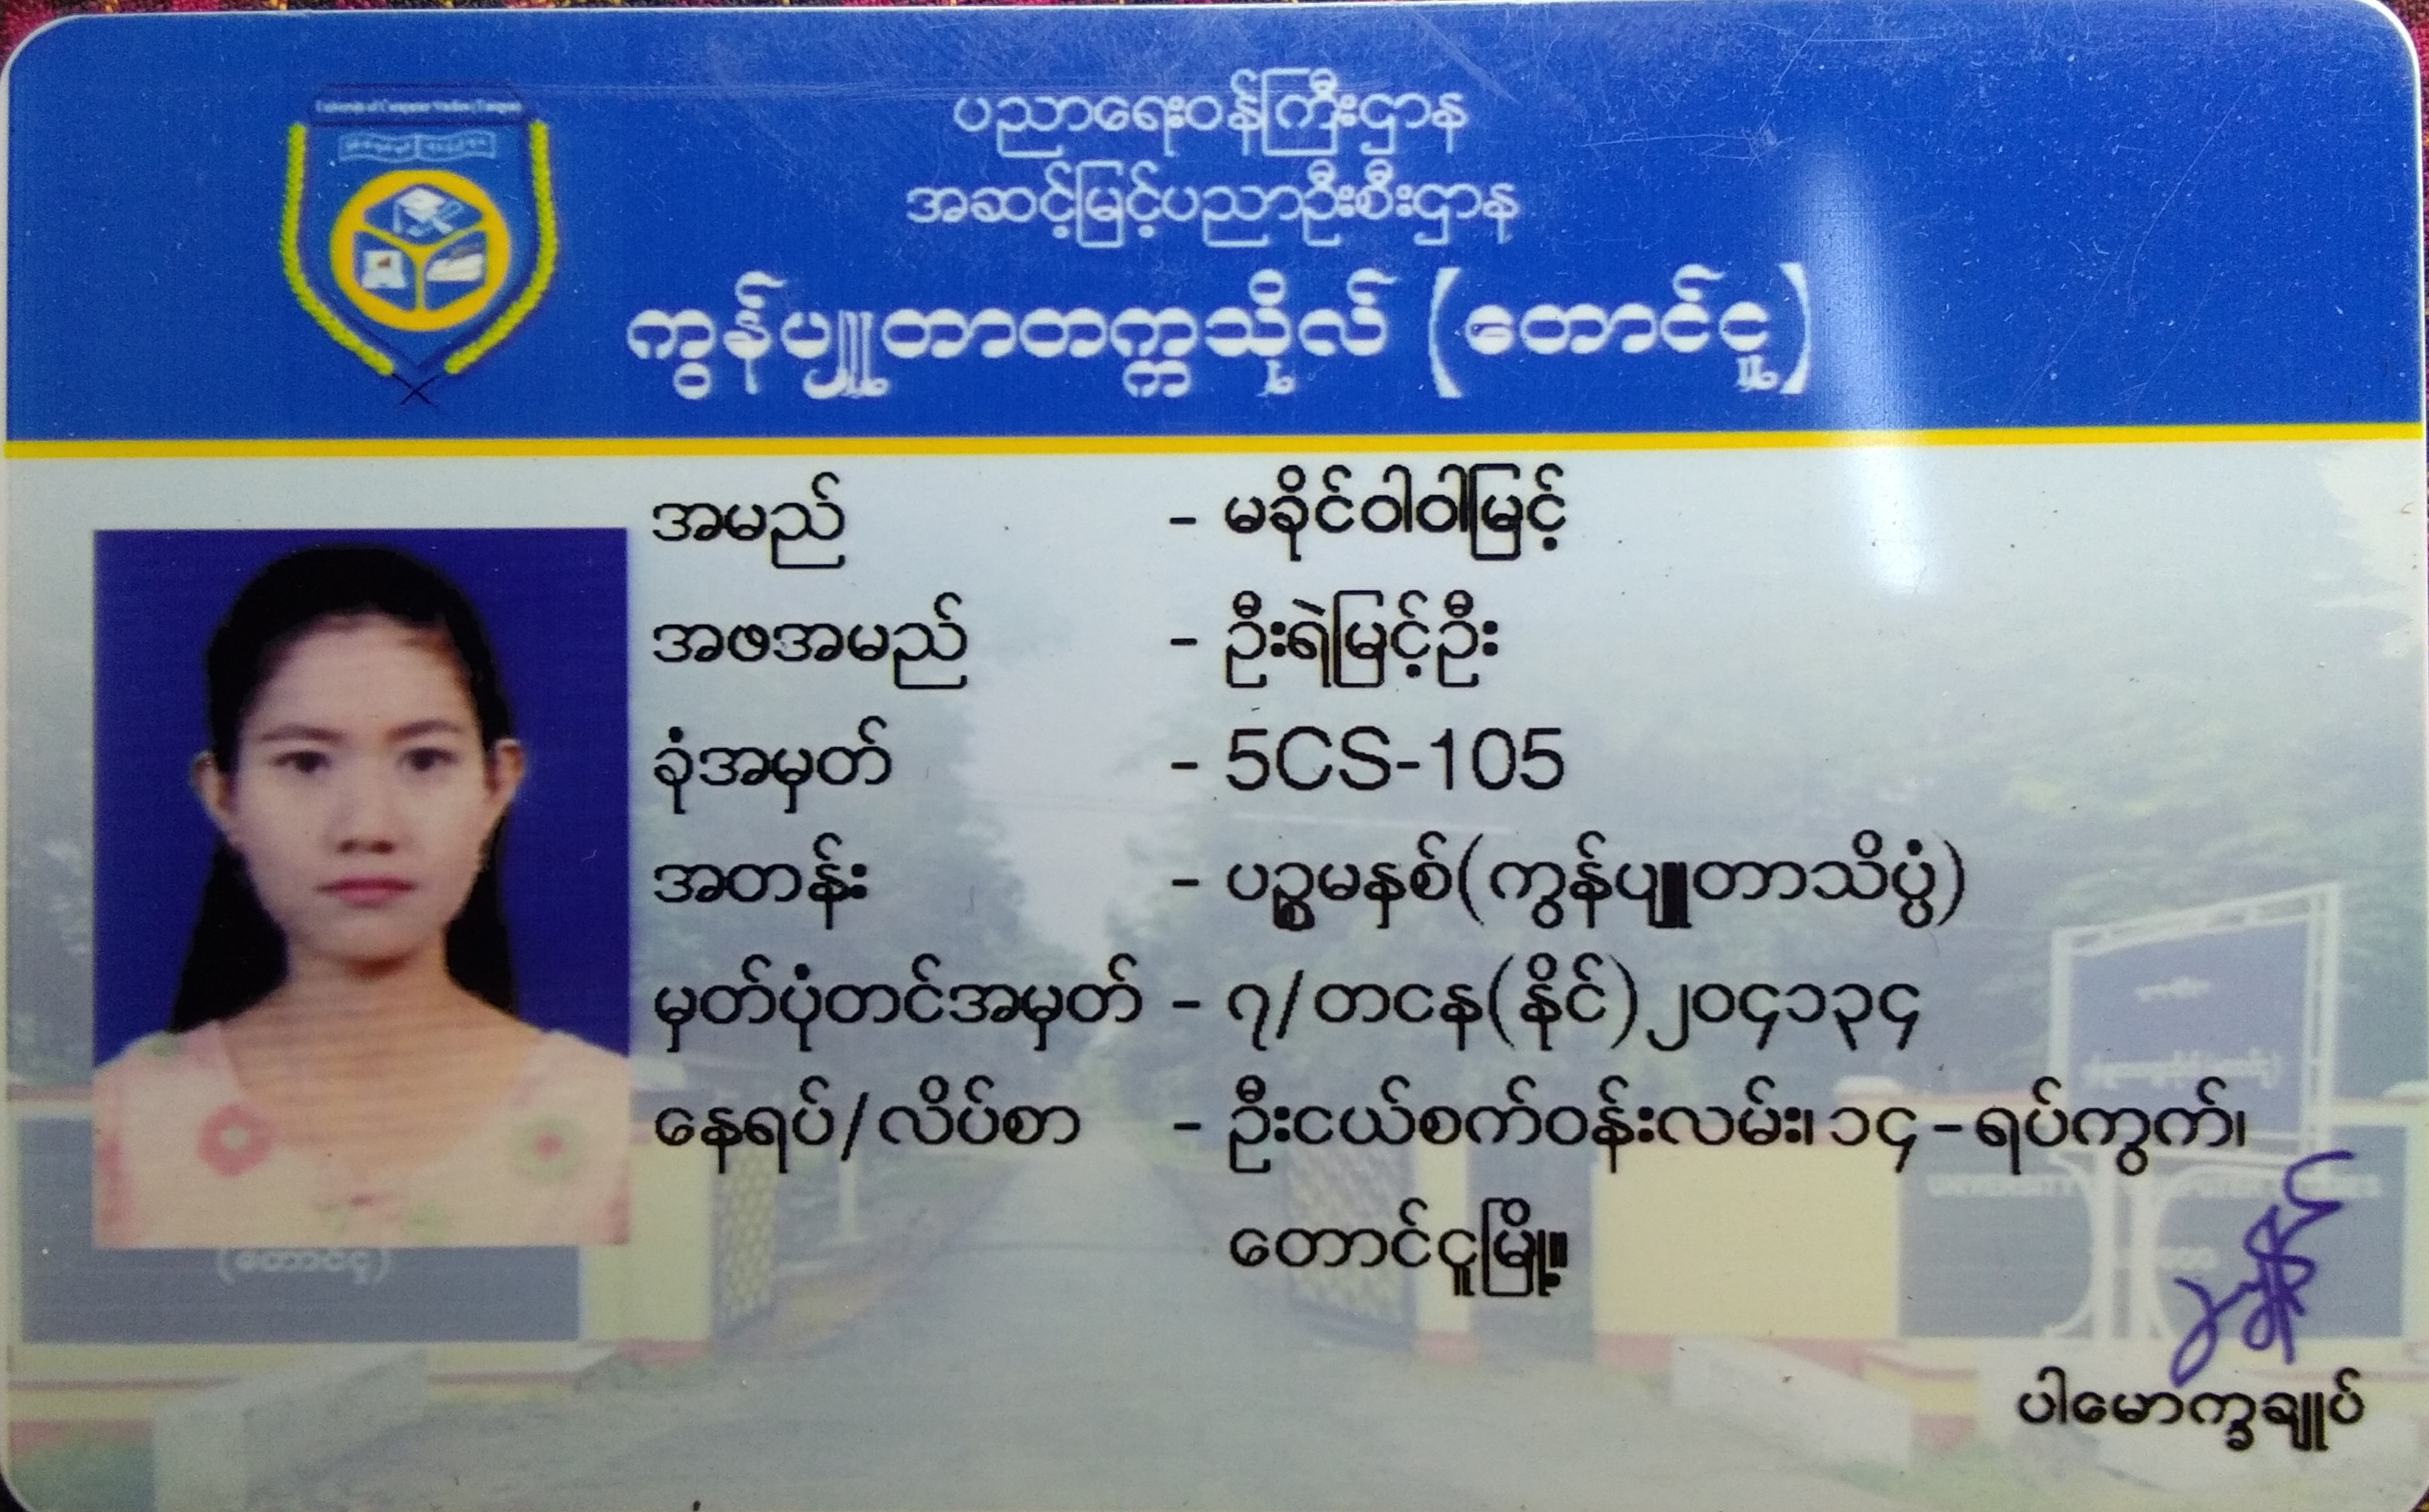 University of Computer Studies (Taungoo)
ပညာရေးဝန်ကြီးဌာန
အဆင့်မြင့်ပညာဦးစီးဌာန
ကွန်ပျူတာတက္ကသိုလ် (တောင်ငူ)
အမည် - မခိုင်ဝါဝါမြင့်
အဖအမည် - ဦးရဲမြင့်ဦး
ခုံအမှတ် - 5CS-105
အတန်း - ပဉ္စမနှစ်(ကွန်ပျူတာသိပ္ပံ)
မှတ်ပုံတင်အမှတ် - ၇/တငန(နိုင်)၂၀၄၁၃၄
နေရပ်/လိပ်စာ - ဦးငယ်စက်ဝန်းလမ်း၊ ၁၄-ရပ်ကွက်၊
တောင်ငူမြို့။
(တောင်ငူ)
ပါမောက္ခချုပ်